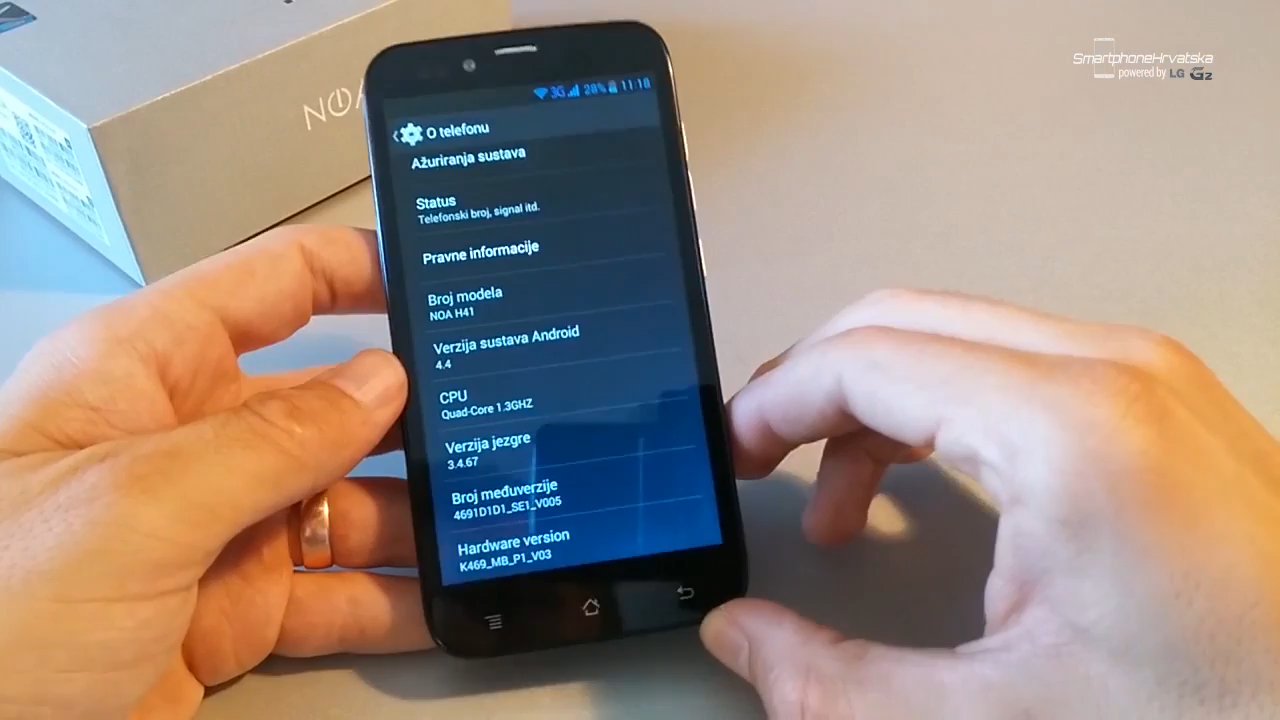 SmartphoneHrvatska
powered by LG G2
NOA
3G 28% 11:18
O telefonu
Ažuriranja sustava
Status
Telefonski broj, signal itd.
Pravne informacije
Broj modela
NOA H41
Verzija sustava Android
4.4
CPU
Quad-Core 1.3GHZ
Verzija jezgre
3.4.67
Broj međuverzije
4691D1D1_SE1_V005
Hardware version
K469_MB_P1_V03